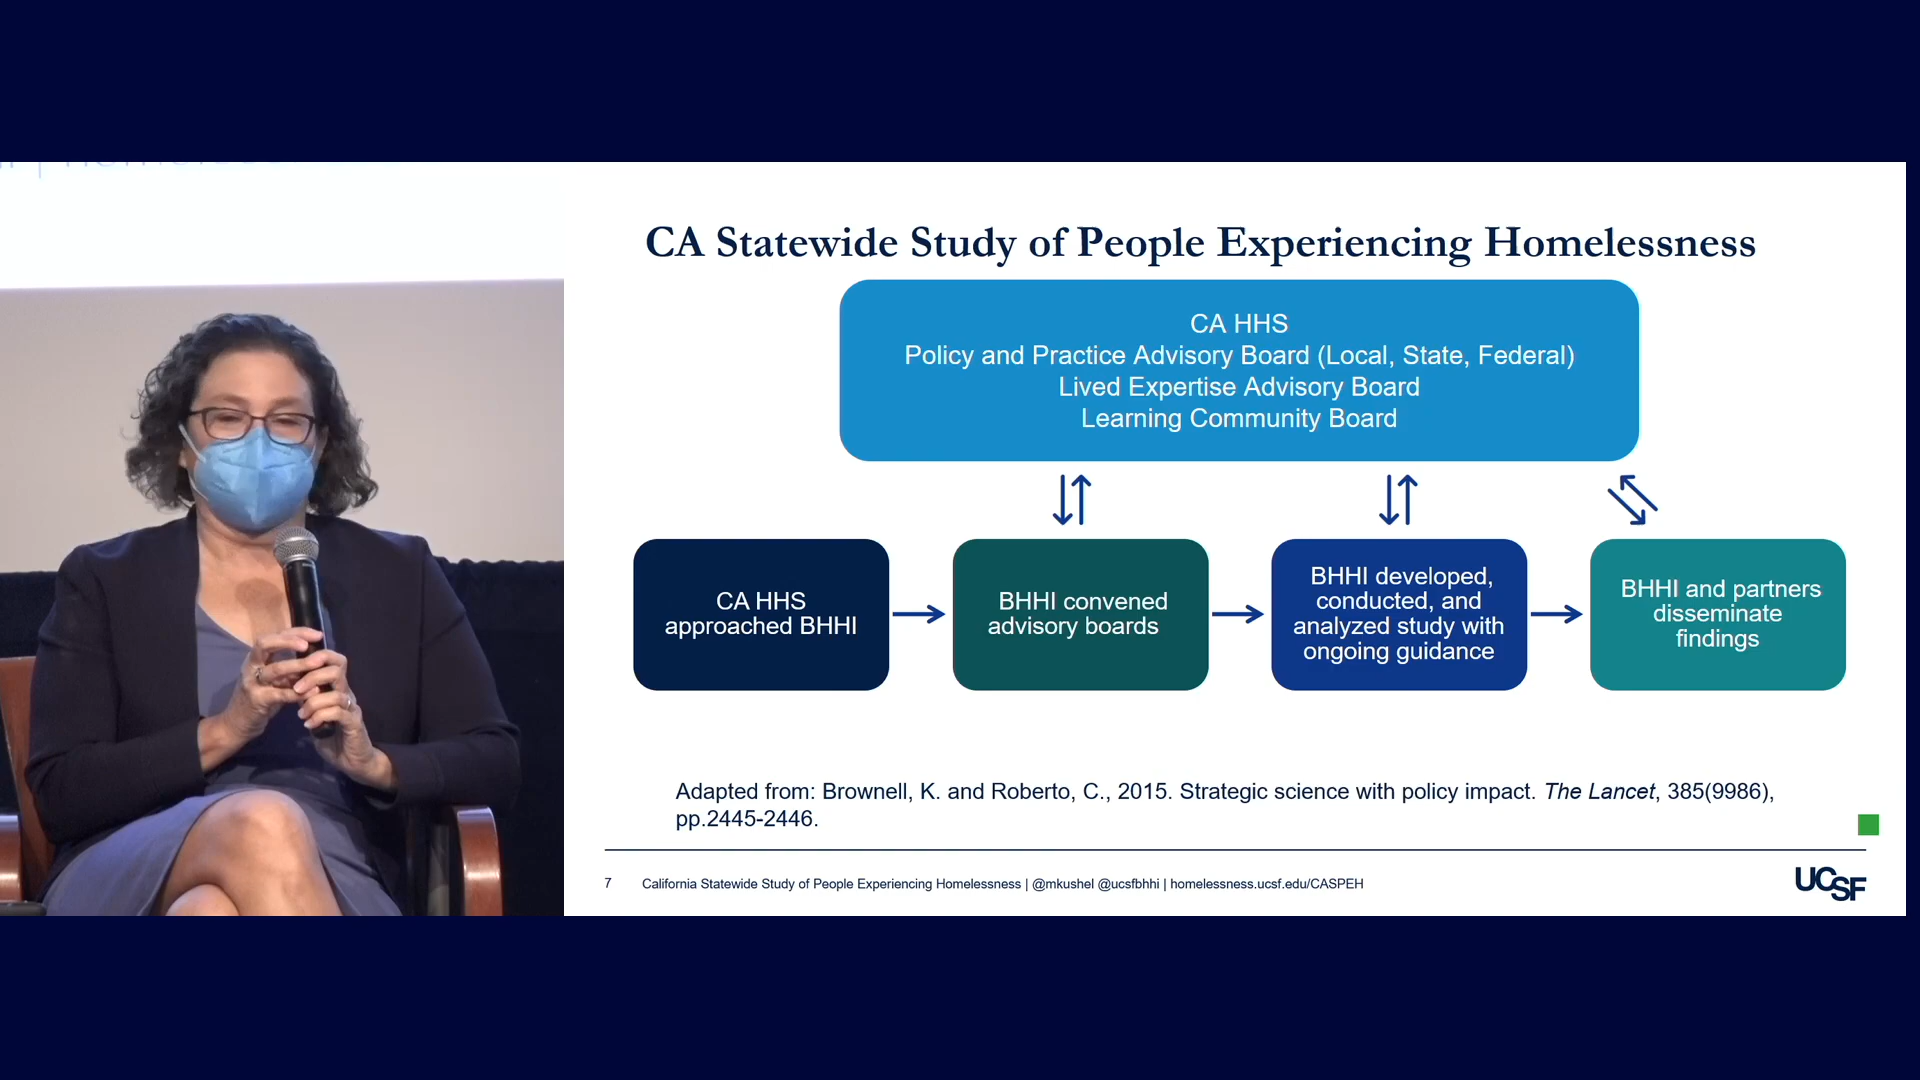 CA Statewide Study of People Experiencing Homelessness
CA HHS
Policy and Practice Advisory Board (Local, State, Federal)
Lived Expertise Advisory Board
Learning Community Board
CA HHS
approached BHHI
BHHI convened
advisory boards
BHHI developed,
conducted, and
analyzed study with
ongoing guidance
BHHI and partners
disseminate
findings
Adapted from: Brownell, K. and Roberto, C., 2015. Strategic science with policy impact. The Lancet, 385(9986),
pp.2445-2446.
7 California Statewide Study of People Experiencing Homelessness | @mkushel @ucsfbhhi | homelessness.ucsf.edu/CASPEH
UCSF